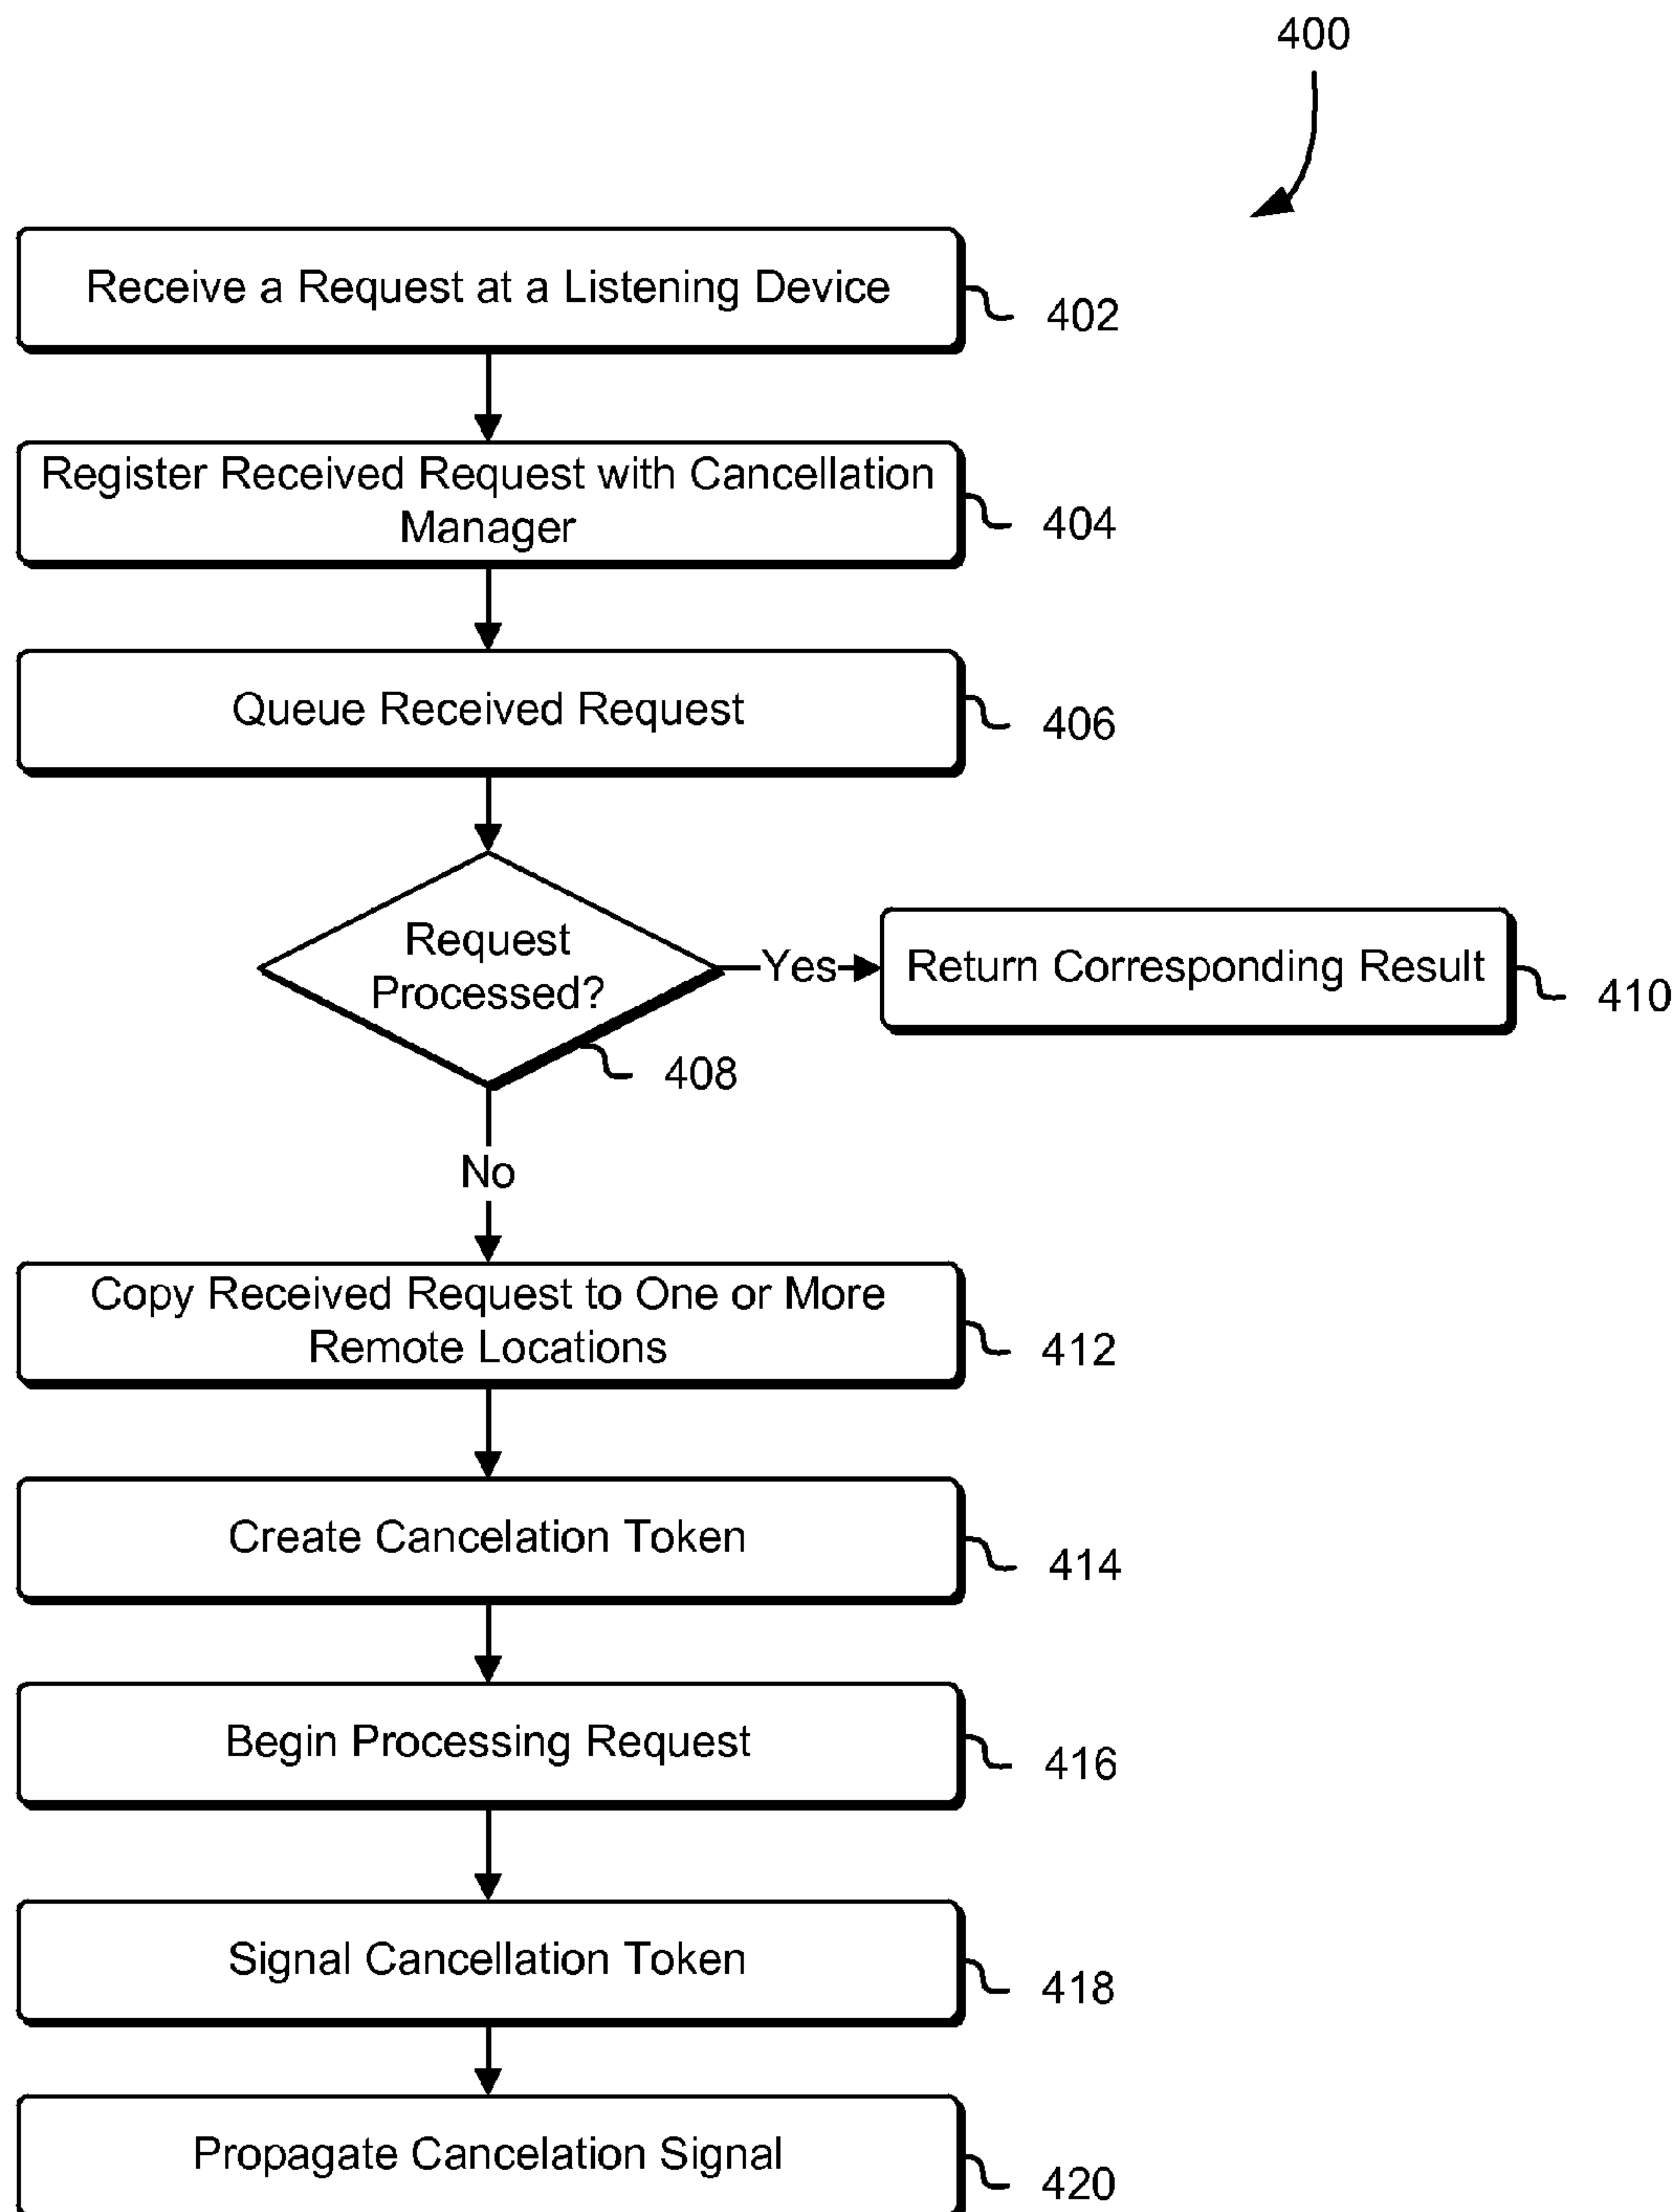 400
Receive a Request at a Listening Device
402
Register Received Request with Cancellation
Manager
404
Queue Received Request
406
Request
Processed?
408
Yes
Return Corresponding Result
410
No
Copy Received Request to One or More
Remote Locations
412
Create Cancelation Token
414
Begin Processing Request
416
Signal Cancellation Token
418
Propagate Cancelation Signal
420